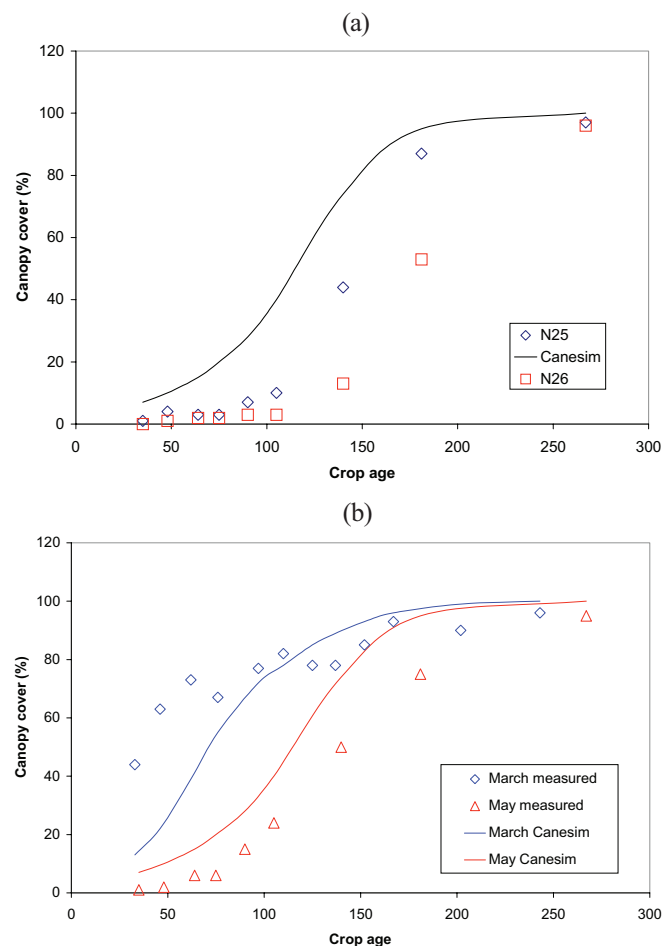 (a)
120
100
80
60
40
20
0
Canopy cover (%)
N25
Canesim
N26
0 50 100 150 200 250 300
Crop age
(b)
120
100
80
60
40
20
0
Canopy cover (%)
March measured
May measured
March Canesim
May Canesim
0 50 100 150 200 250 300
Crop age